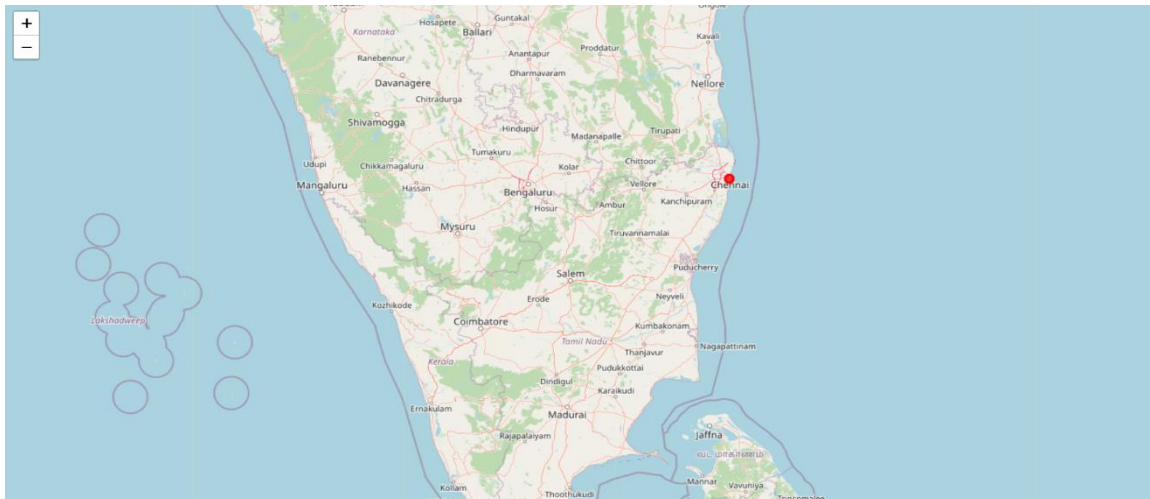 +
−
Hosapete
Guntakal
Ballari
Karnataka
Kavali
Ranebennur
Anantapur
Proddatur
Dharmavaram
Davanagere
Nellore
Chitradurga
Shivamogga
Hindupur
Madanapalle
Tirupati
Tumakuru
Udupi
Chikkamagaluru
Kolar
Chittoor
Mangaluru
Hassan
Bengaluru
Vellore
Chennai
Hosur
Ambur
Kanchipuram
Mysuru
Tiruvannamalai
Puducherry
Salem
Neyveli
Erode
Kozhikode
Lakshadweep
Coimbatore
Kumbakonam
Tamil Nadu
Nagapattinam
Thanjavur
Kerala
Pudukkottai
Dindigul
Karaikudi
Ernakulam
Madurai
Rajapalaiyam
Jaffna
வட மாகாணம்
Mannar
Vavuniya
Kollam
Thoothukudi